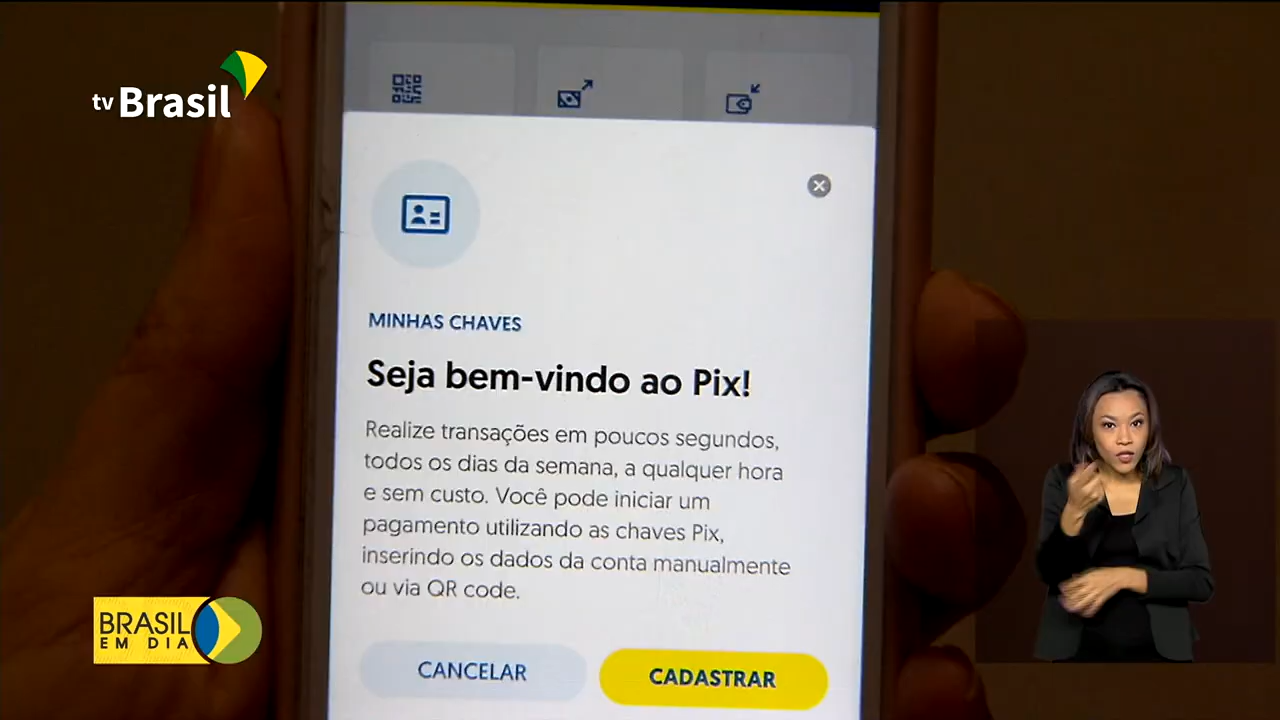 tv Brasil
MINHAS CHAVES
Seja bem-vindo ao Pix!
Realize transações em poucos segundos,
todos os dias da semana, a qualquer hora
e sem custo. Você pode iniciar um
pagamento utilizando as chaves Pix,
inserindo os dados da conta manualmente
ou via QR code.
CANCELAR
CADASTRAR
BRASIL
EM DIA